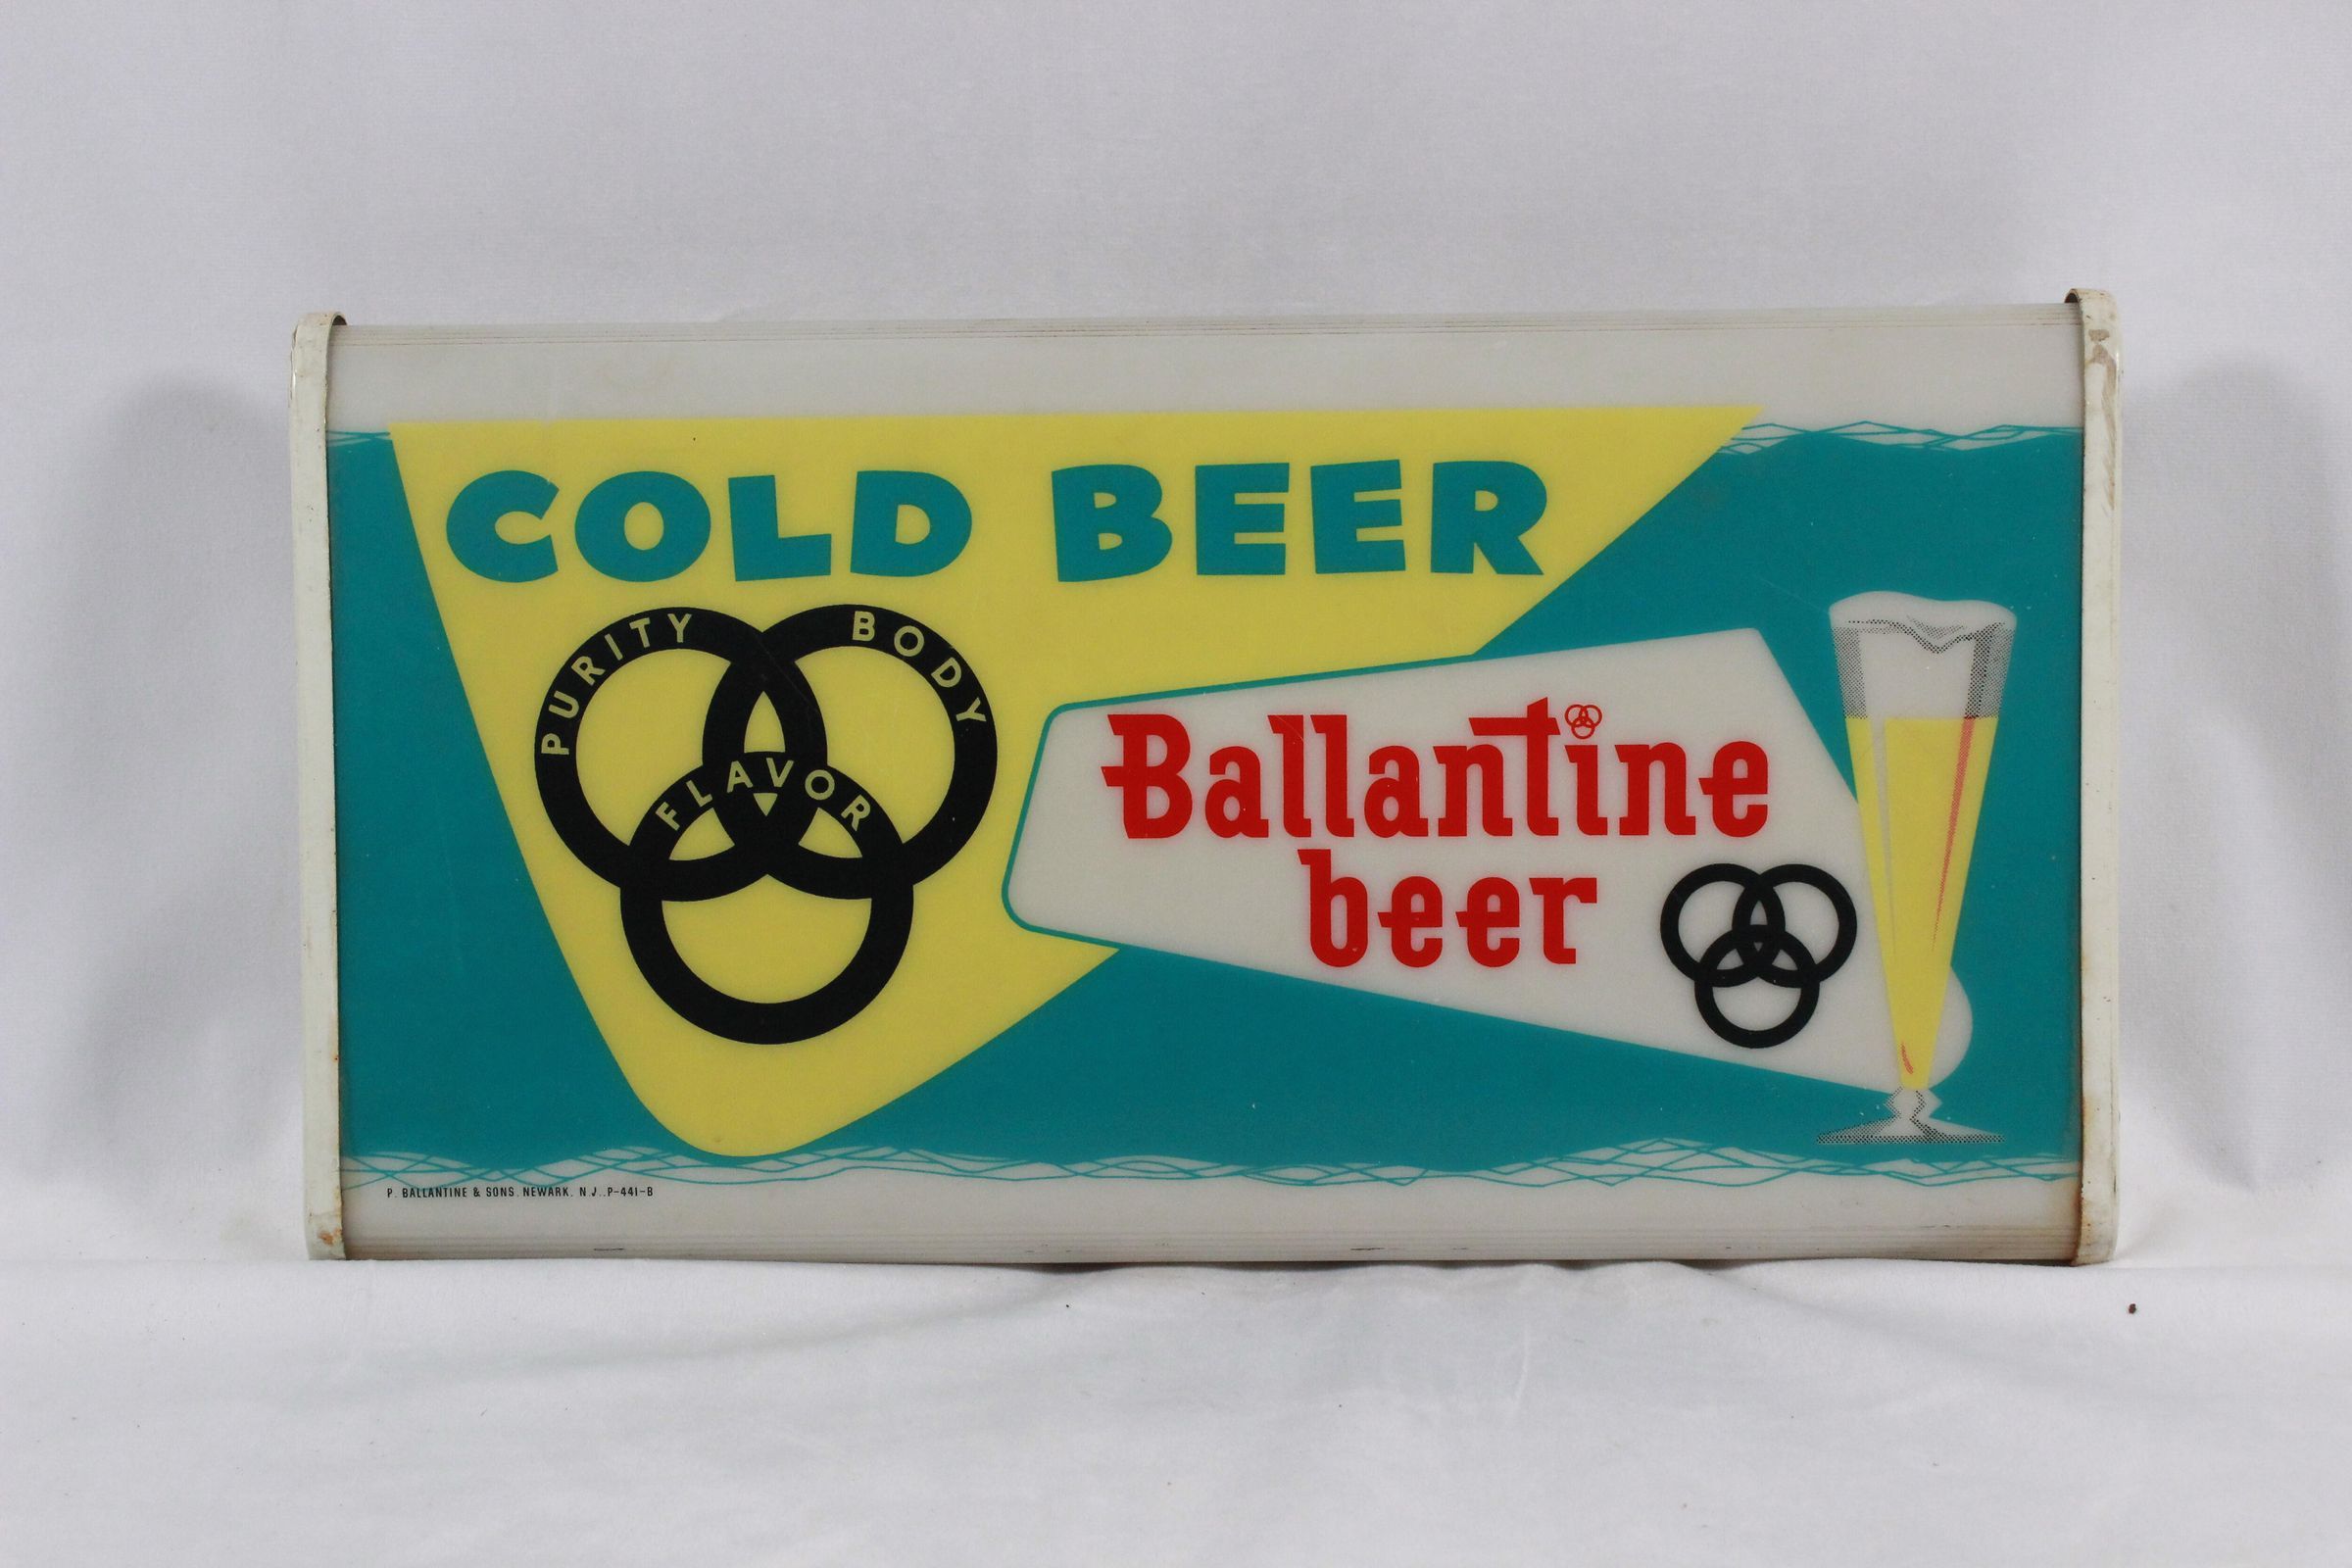 COLD BEER
PURITY
BODY
FLAVOR
Ballantine
beer
P. BALLANTINE & SONS. NEWARK. N.J. P-441-B